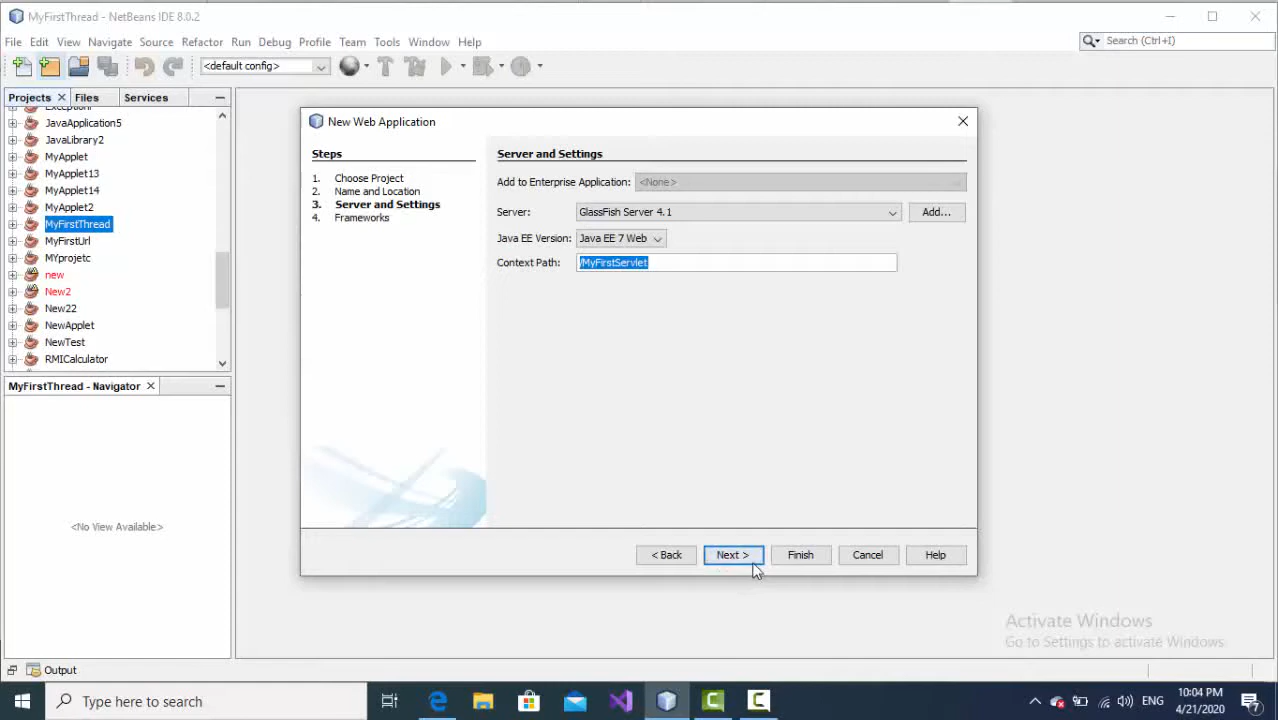 MyFirstThread - NetBeans IDE 8.0.2
File Edit View Navigate Source Refactor Run Debug Profile Team Tools Window Help
Search (Ctrl+I)
<default config>
Projects Files Services
JavaApplication5
JavaLibrary2
MyApplet
MyApplet13
MyApplet14
MyApplet2
MyFirstThread
MyFirstUrl
MYprojetc
new
New2
New22
NewApplet
NewTest
RMICalculator
MyFirstThread - Navigator
<No View Available>
New Web Application
Steps
1. Choose Project
2. Name and Location
3. Server and Settings
4. Frameworks
Server and Settings
Add to Enterprise Application: <None>
Server: GlassFish Server 4.1 Add...
Java EE Version: Java EE 7 Web
Context Path: /MyFirstServlet
< Back Next > Finish Cancel Help
Activate Windows
Go to Settings to activate Windows.
Output
Type here to search
ENG
10:04 PM
4/21/2020
7